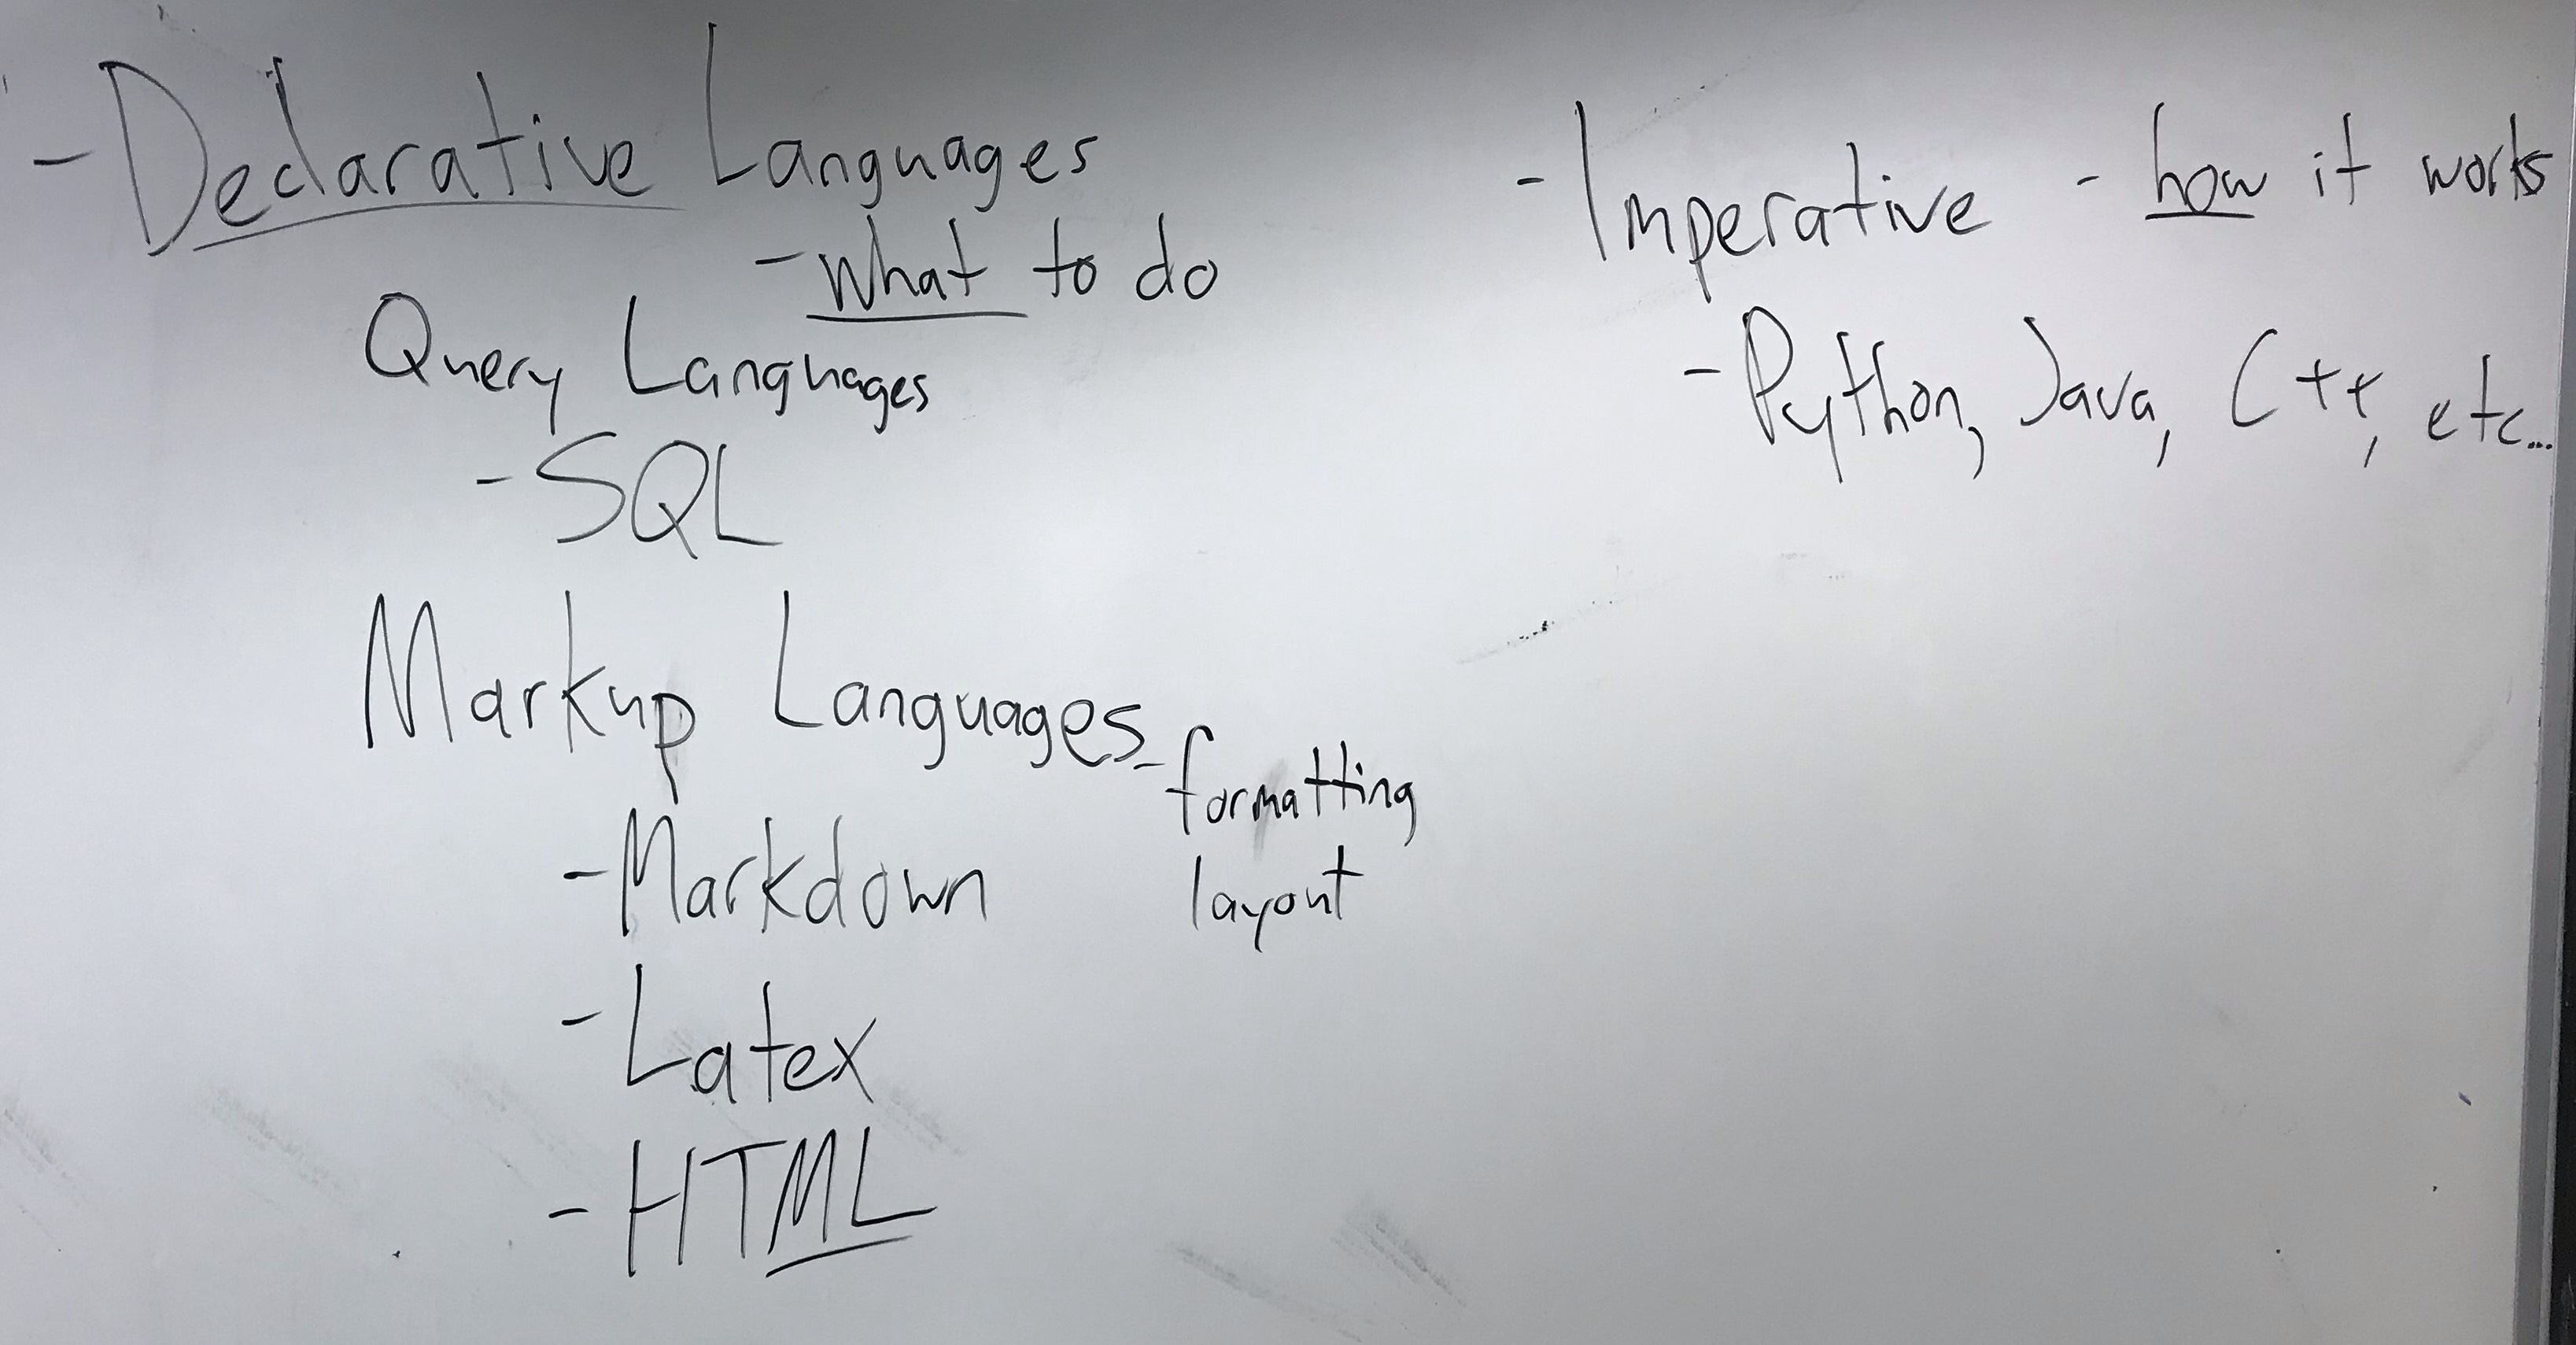 - Declarative Languages
- What to do
Query Languages
- SQL
Markup Languages - formatting
layout
- Markdown
- Latex
- HTML
- Imperative - how it works
- Python, Java, C++, etc...